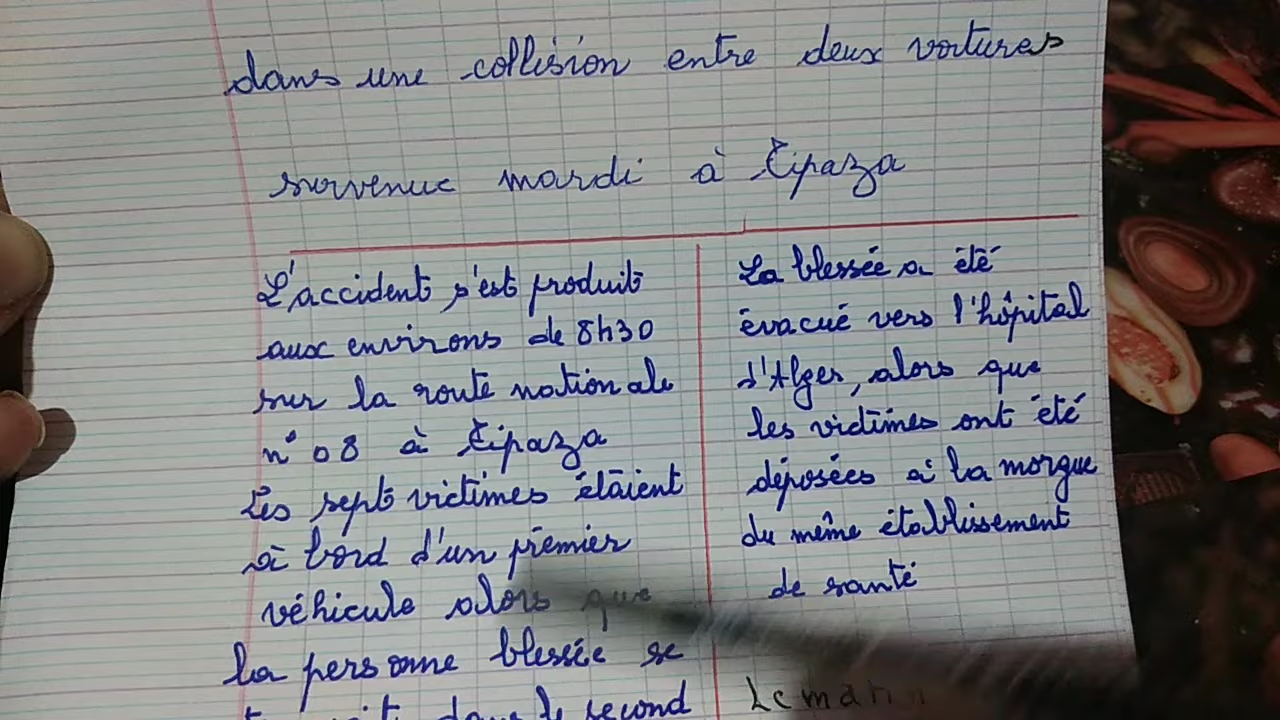 dans une collision entre deux voitures
survenue mardi à Tipaza
L'accident s'est produit
aux environs de 8h30
sur la route nationale
n° 08 à Tipaza
Les sept victimes étaient
à bord d'un premier
véhicule alors que
la personne blessée se
dans le second
La blessée a été
évacué vers l'hôpital
d'Alger, alors que
les victimes ont été
déposées à la morgue
du même établissement
de santé